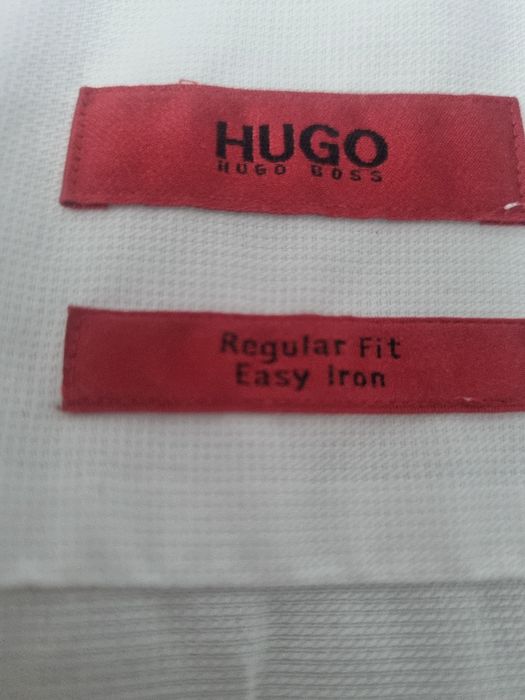 HUGO
HUGO BOSS
Regular Fit
Easy Iron